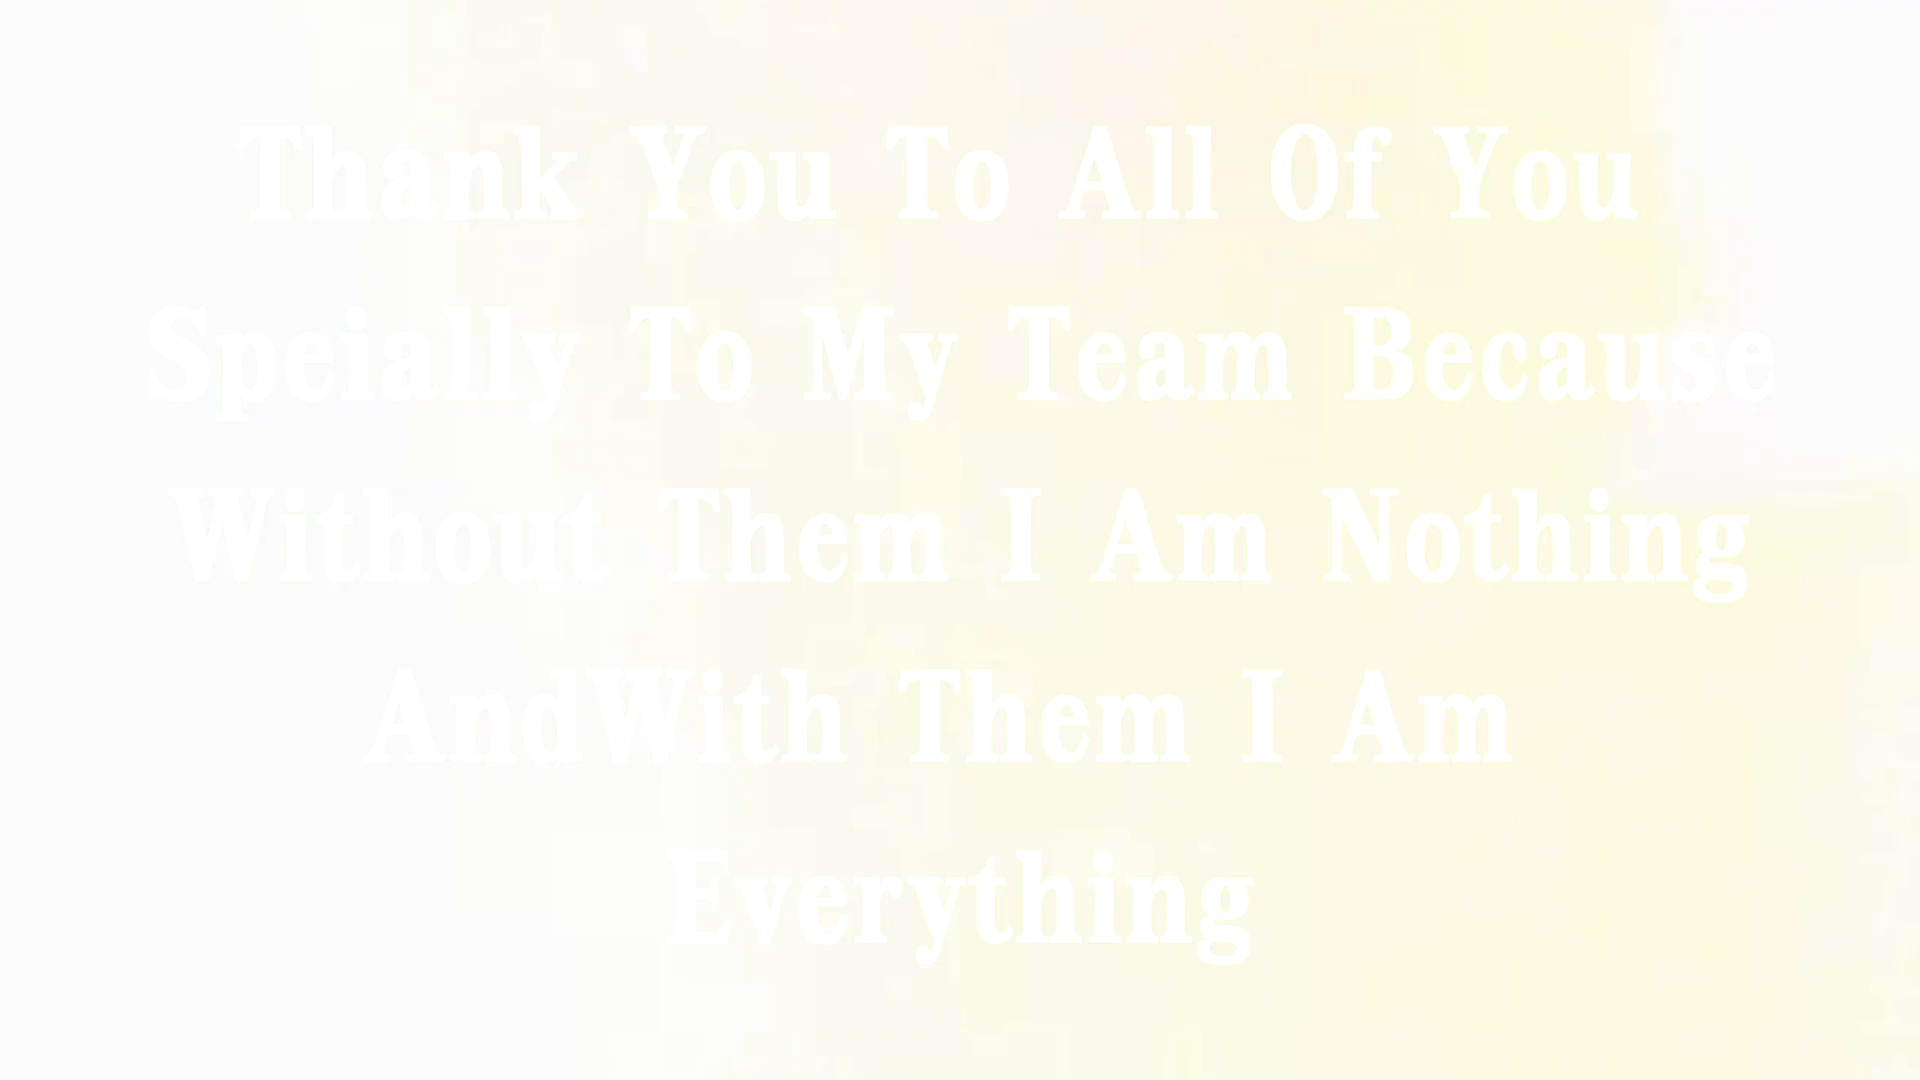 Thank You To All Of You
Speially To My Team Because
Without Them I Am Nothing
AndWith Them I Am
Everything